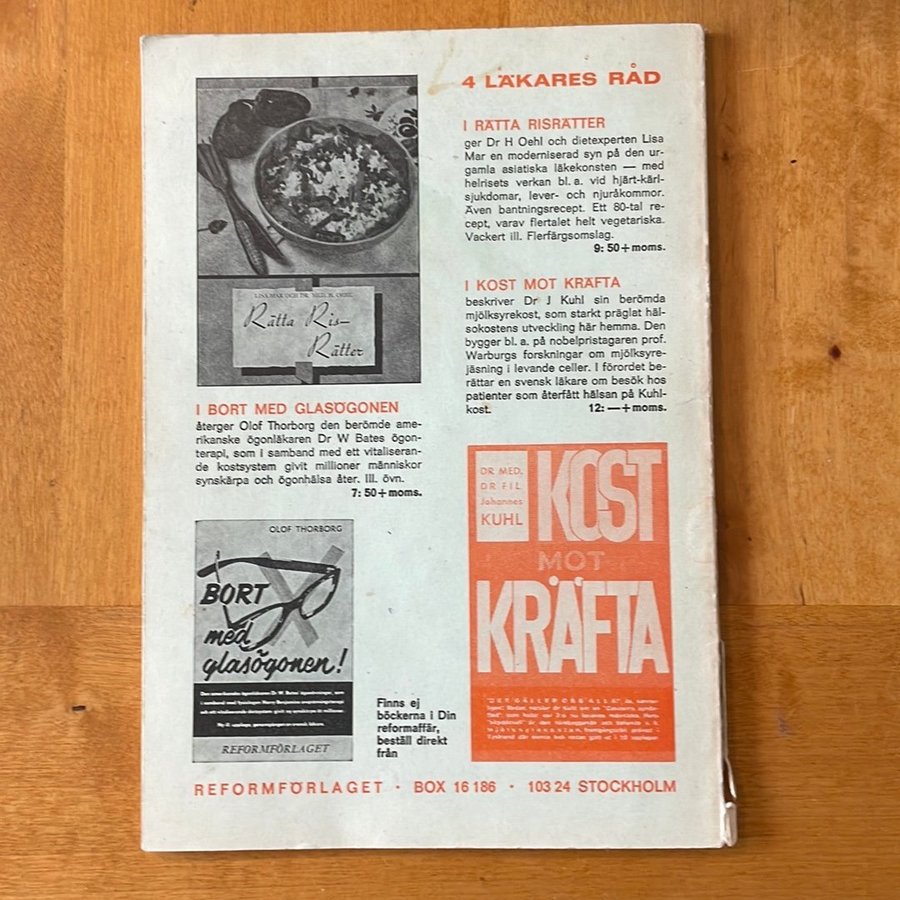 4 LÄKARES RÅD
I RÄTTA RISRÄTTER
ger Dr H Oehl och dietexperten Lisa
Mar en moderniserad syn på den ur-
gamla asiatiska läkekonsten — med
helrisets verkan bl. a. vid hjärt-kärl-
sjukdomar, lever- och njuråkommor.
Även bantningsrecept. Ett 80-tal re-
cept, varav flertalet helt vegetariska.
Vackert ill. Flerfärgsomslag.
9: 50+moms.
I KOST MOT KRÄFTA
beskriver Dr J Kuhl sin berömda
mjölksyrekost, som starkt präglat häl-
sokostens utveckling här hemma. Den
bygger bl. a. på nobelpristagaren prof.
Warburgs forskningar om mjölksyre-
jäsning i levande celler. I förordet be-
rättar en svensk läkare om besök hos
patienter som återfått hälsan på Kuhl-
kost.
12: —+moms.
LISA MAR OCH DR. MED. H. OEHL
Rätta Ris-
Rätter
I BORT MED GLASÖGONEN
återger Olof Thorborg den berömde ame-
rikanske ögonläkaren Dr W Bates ögon-
terapi, som i samband med ett vitaliseran-
de kostsystem givit millioner människor
synskärpa och ögonhälsa åter. Ill. övn.
7: 50+moms.
OLOF THORBORG
BORT
med
glasögonen!
REFORMFÖRLAGET
Finns ej
böckerna i Din
reformaffär,
beställ direkt
från
DR. MED.
DR. FIL.
Johannes
KUHL
KOST
MOT
KRÄFTA
REFORMFÖRLAGET · BOX 16 186 · 103 24 STOCKHOLM